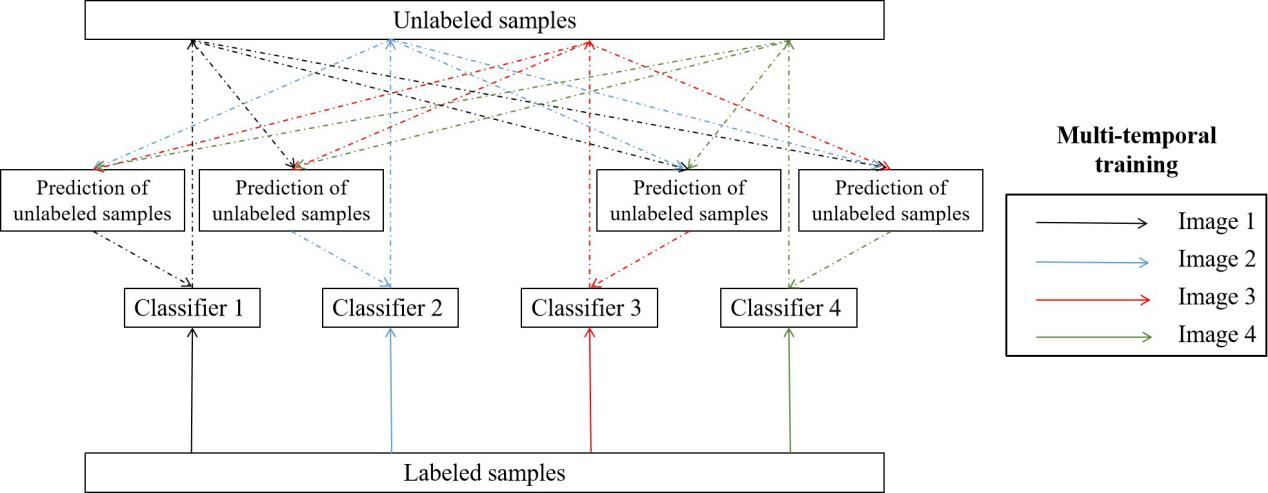 Unlabeled samples
Multi-temporal
training
Prediction of
unlabeled samples
Prediction of
unlabeled samples
Prediction of
unlabeled samples
Prediction of
unlabeled samples
Image 1
Image 2
Image 3
Image 4
Classifier 1
Classifier 2
Classifier 3
Classifier 4
Labeled samples